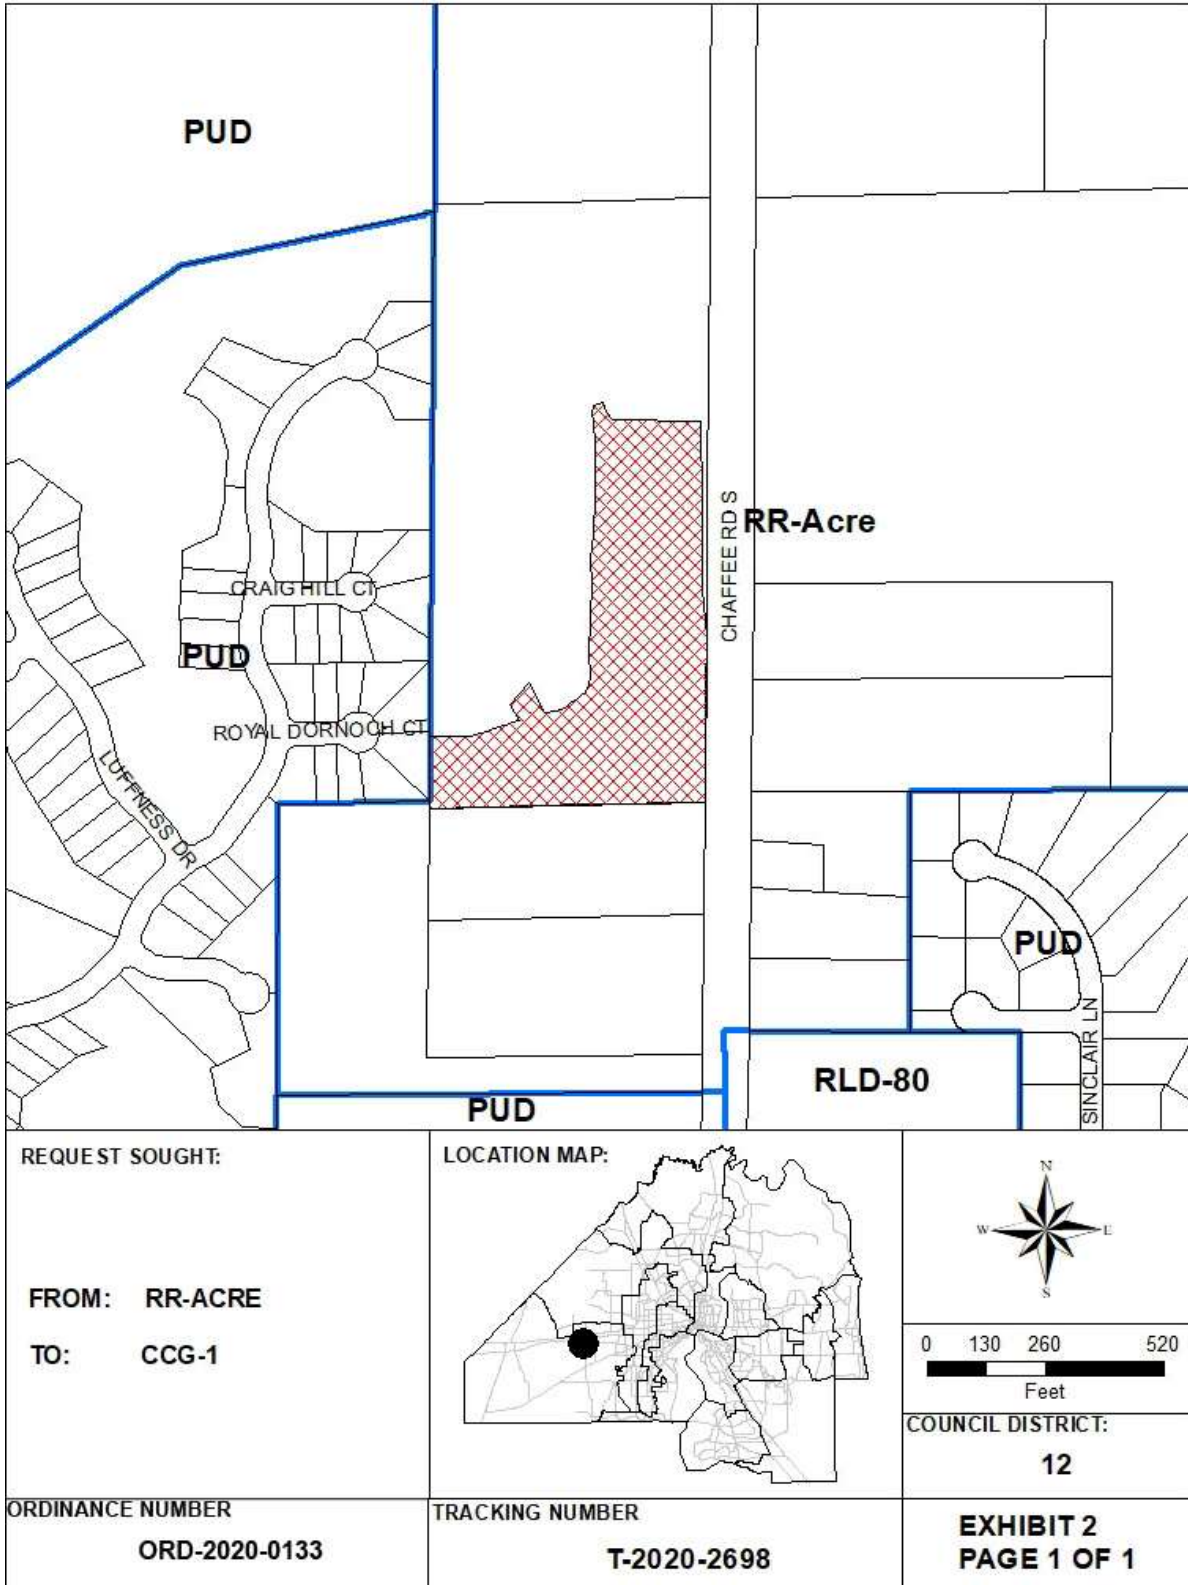 PUD
RR-Acre
CHAFFEE RD S
CRAIG HILL CT
PUD
ROYAL DORNOCH CT
LUFFNESS DR
PUD
SINCLAIR LN
RLD-80
PUD
REQUEST SOUGHT:
FROM: RR-ACRE
TO: CCG-1
LOCATION MAP:
N
W E
S
0 130 260 520
Feet
COUNCIL DISTRICT:
12
ORDINANCE NUMBER
ORD-2020-0133
TRACKING NUMBER
T-2020-2698
EXHIBIT 2
PAGE 1 OF 1